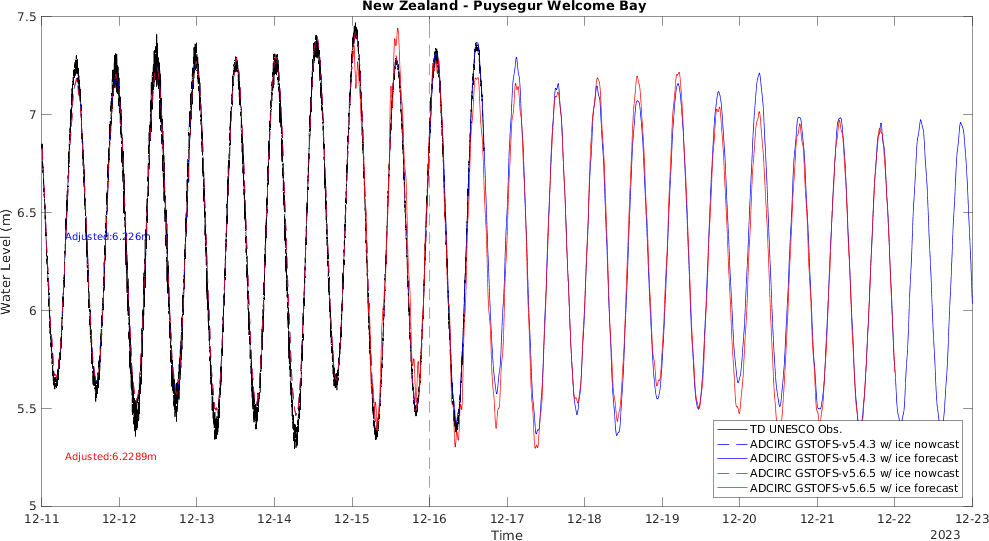 New Zealand - Puysegur Welcome Bay
7.5
7
6.5
6
5.5
5
Water Level (m)
Adjusted:6.226m
Adjusted:6.2289m
TD UNESCO Obs.
ADCIRC GSTOFS-v5.4.3 w/ ice nowcast
ADCIRC GSTOFS-v5.4.3 w/ ice forecast
ADCIRC GSTOFS-v5.6.5 w/ ice nowcast
ADCIRC GSTOFS-v5.6.5 w/ ice forecast
12-11 12-12 12-13 12-14 12-15 12-16 12-17 12-18 12-19 12-20 12-21 12-22 12-23
Time
2023